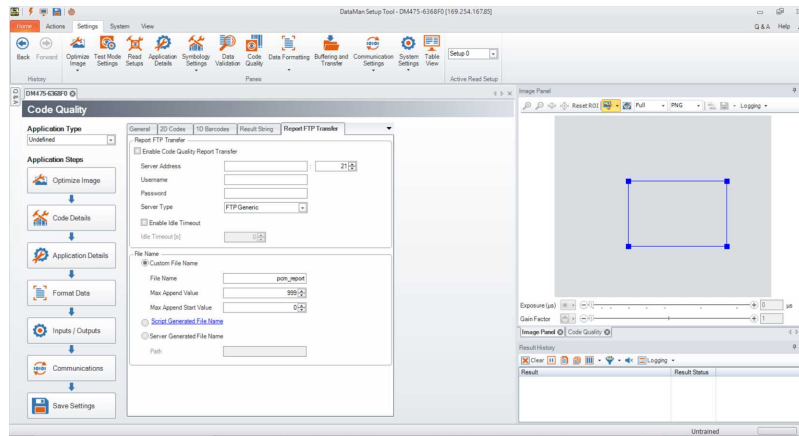 DataMan Setup Tool - DM475-6368F0 [169.254.167.85]
Home Actions Settings System View Q & A Help
Back Forward Optimize Image Test Mode Settings Read Setups Application Details Symbology Settings Data Validation Code Quality Data Formatting Buffering and Transfer Communication Settings System Settings Table View Setup 0
History Panes Active Read Setup
Q & A
DM475-6368F0
Code Quality
Application Type
Undefined
Application Steps
Optimize Image
Code Details
Application Details
Format Data
Inputs / Outputs
Communications
Save Settings
General 2D Codes 1D Barcodes Result String Report FTP Transfer
Report FTP Transfer
Enable Code Quality Report Transfer
Server Address : 21
Username
Password
Server Type FTP Generic
Enable Idle Timeout
Idle Timeout [s] 0
File Name
Custom File Name
File Name pcm_report
Max Append Value 999
Max Append Start Value 0
Script Generated File Name
Server Generated File Name
Path
Image Panel
Reset ROI Full PNG Logging
Exposure (µs) 0 µs
Gain Factor 1
Image Panel Code Quality
Result History
Clear Logging
Result Result Status
Untrained